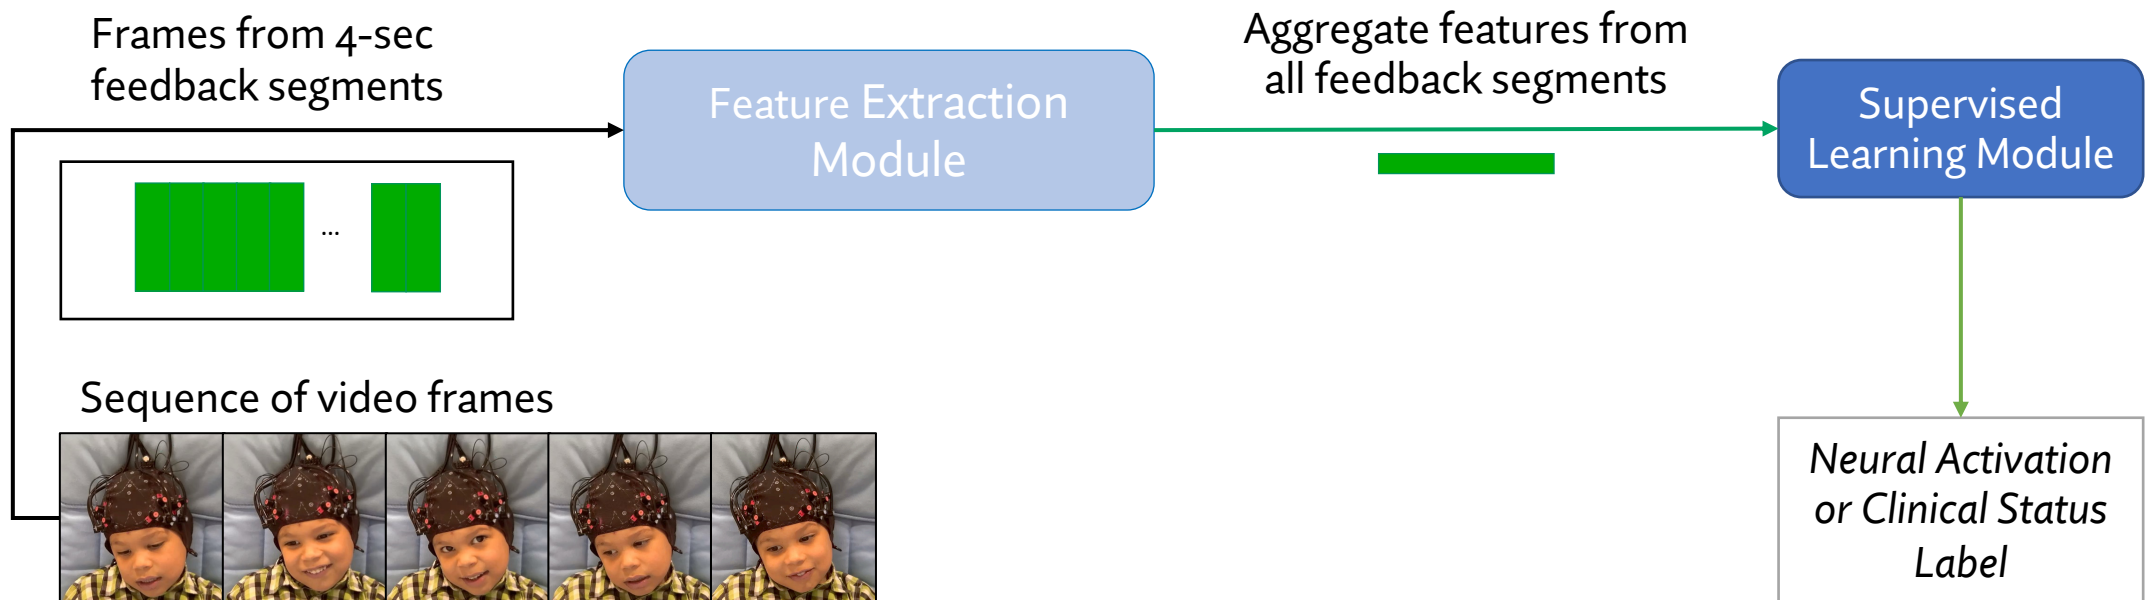 Frames from 4-sec
feedback segments
Feature Extraction
Module
Aggregate features from
all feedback segments
Supervised
Learning Module
...
Sequence of video frames
Neural Activation
or Clinical Status
Label